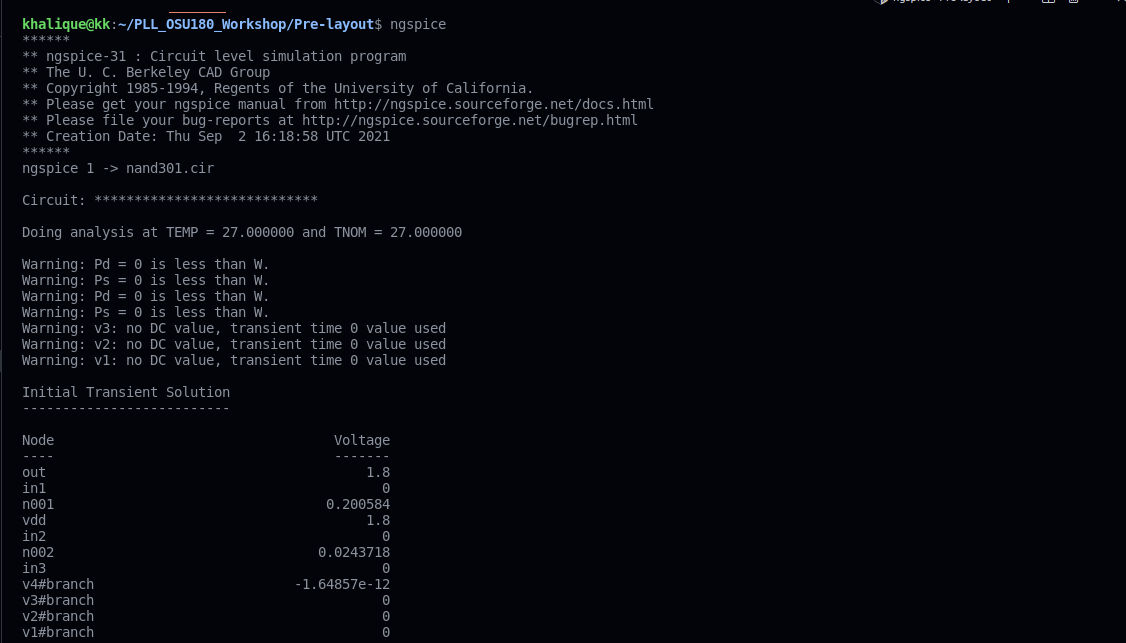 khalique@kk:~/PLL_OSU180_Workshop/Pre-layout$ ngspice
******
** ngspice-31 : Circuit level simulation program
** The U. C. Berkeley CAD Group
** Copyright 1985-1994, Regents of the University of California.
** Please get your ngspice manual from http://ngspice.sourceforge.net/docs.html
** Please file your bug-reports at http://ngspice.sourceforge.net/bugrep.html
** Creation Date: Thu Sep  2 16:18:58 UTC 2021
******
ngspice 1 -> nand301.cir
Circuit: ****************************
Doing analysis at TEMP = 27.000000 and TNOM = 27.000000
Warning: Pd = 0 is less than W.
Warning: Ps = 0 is less than W.
Warning: Pd = 0 is less than W.
Warning: Ps = 0 is less than W.
Warning: v3: no DC value, transient time 0 value used
Warning: v2: no DC value, transient time 0 value used
Warning: v1: no DC value, transient time 0 value used
Initial Transient Solution
--------------------------
Node                                   Voltage
----                                   -------
out                                        1.8
in1                                          0
n001                                  0.200584
vdd                                        1.8
in2                                          0
n002                                 0.0243718
in3                                          0
v4#branch                         -1.64857e-12
v3#branch                                    0
v2#branch                                    0
v1#branch                                    0